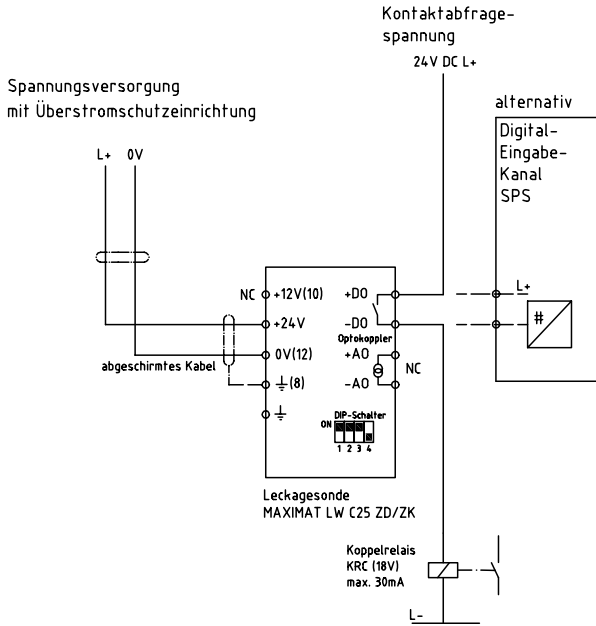 Kontaktabfrage-
spannung
24V DC L+
Spannungsversorgung
mit Überstromschutzeinrichtung
L+ 0V
alternativ
Digital-
Eingabe-
Kanal
SPS
L+
#
NC +12V(10) +DO
+24V -DO
Optokoppler
0V(12) +AO
abgeschirmtes Kabel
NC
(8) -AO
DIP-Schalter
ON
1 2 3 4
Leckagesonde
MAXIMAT LW C25 ZD/ZK
Koppelrelais
KRC (18V)
max. 30mA
L-